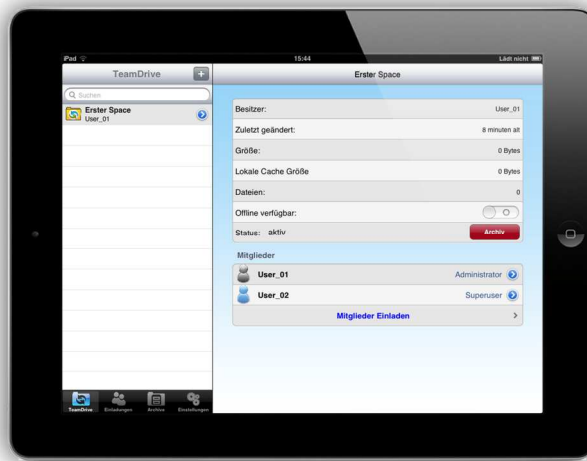 iPad 15:44 Lädt nicht
TeamDrive +
Erster Space
Suchen
Erster Space
User_01
Besitzer: User_01
Zuletzt geändert: 8 minuten alt
Größe: 0 Bytes
Lokale Cache Größe 0 Bytes
Dateien: 0
Offline verfügbar:
Status: aktiv Archiv
Mitglieder
User_01 Administrator
User_02 Superuser
Mitglieder Einladen
TeamDrive Einladungen Archive Einstellungen